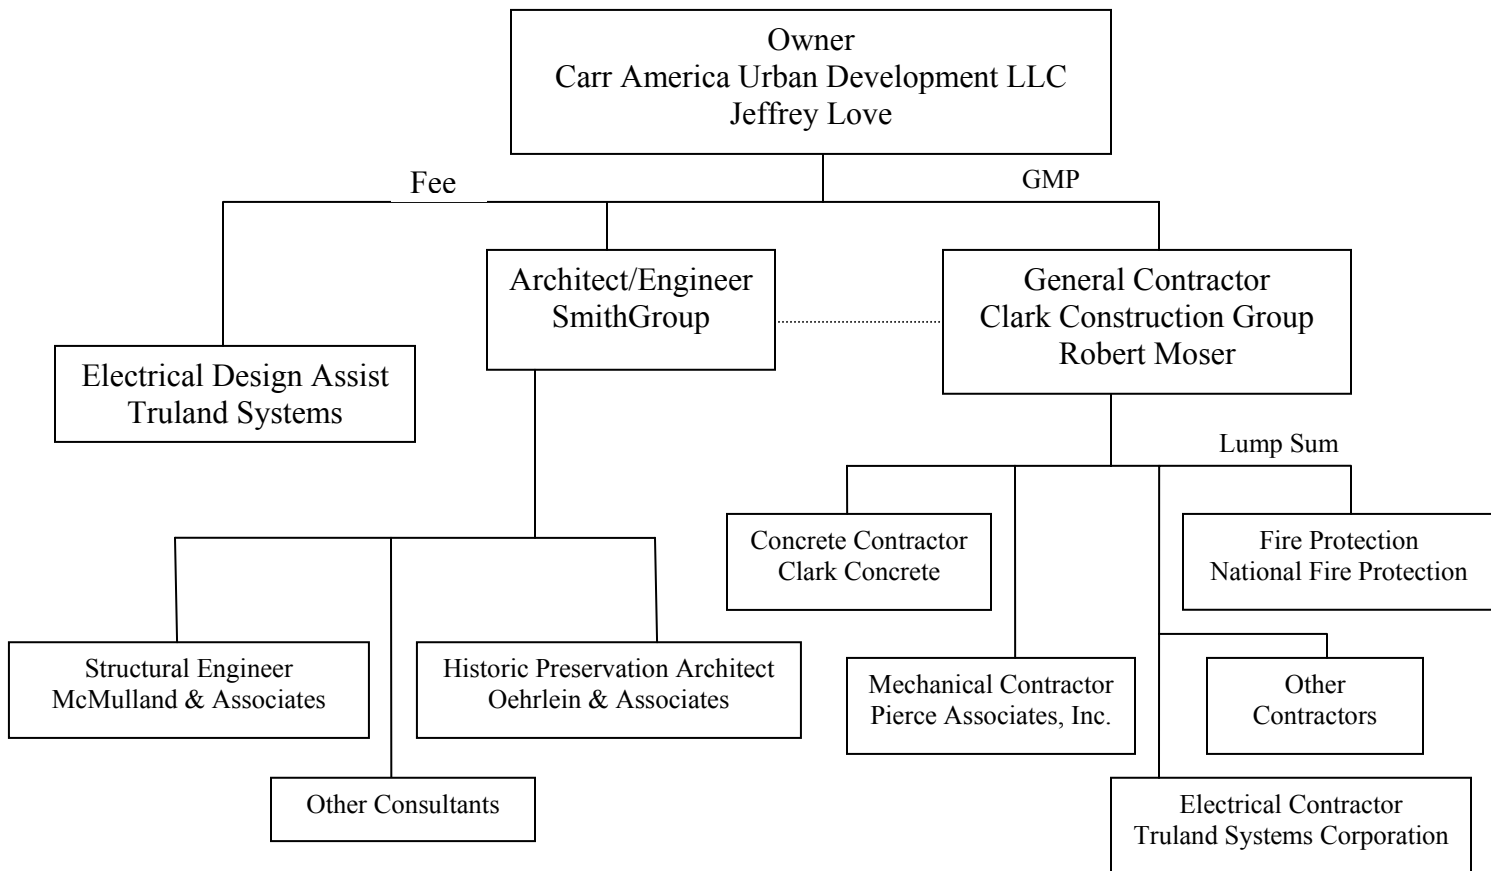 Owner
Carr America Urban Development LLC
Jeffrey Love
Fee
GMP
Architect/Engineer
SmithGroup
General Contractor
Clark Construction Group
Robert Moser
Electrical Design Assist
Truland Systems
Lump Sum
Concrete Contractor
Clark Concrete
Fire Protection
National Fire Protection
Structural Engineer
McMulland & Associates
Historic Preservation Architect
Oehrlein & Associates
Mechanical Contractor
Pierce Associates, Inc.
Other
Contractors
Other Consultants
Electrical Contractor
Truland Systems Corporation